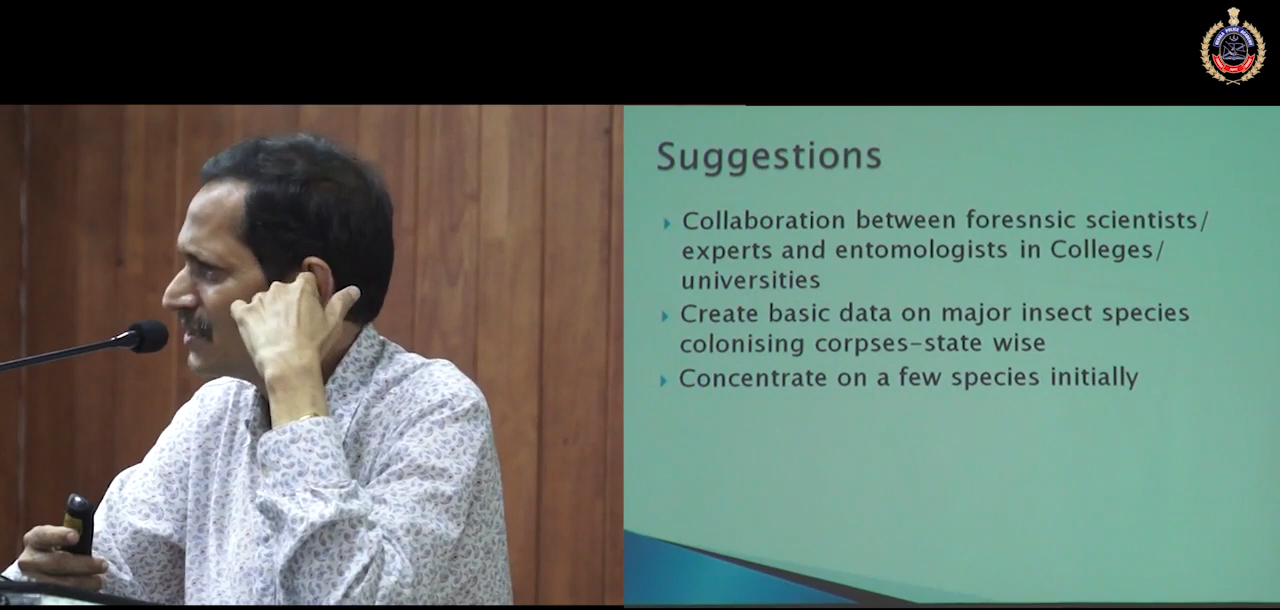 Suggestions
Collaboration between foresnsic scientists/
experts and entomologists in Colleges/
universities
Create basic data on major insect species
colonising corpses-state wise
Concentrate on a few species initially